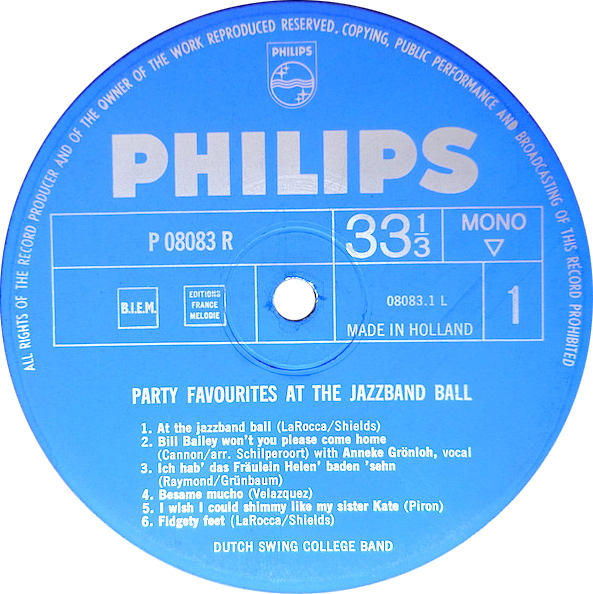 ALL RIGHTS OF THE RECORD PRODUCER AND OF THE OWNER OF THE WORK REPRODUCED RESERVED. COPYING, PUBLIC PERFORMANCE AND BROADCASTING OF THIS RECORD PROHIBITED
PHILIPS
PHILIPS
P 08083 R
33 1/3
MONO
B.I.E.M.
EDITIONS
FRANCE
MELODIE
08083.1 L
1
MADE IN HOLLAND
PARTY FAVOURITES AT THE JAZZBAND BALL
1. At the jazzband ball (LaRocca/Shields)
2. Bill Bailey won't you please come home
(Cannon/arr. Schilperoort) with Anneke Grönloh, vocal
3. Ich hab' das Fräulein Helen' baden 'sehn
(Raymond/Grünbaum)
4. Besame mucho (Velazquez)
5. I wish I could shimmy like my sister Kate (Piron)
6. Fidgety feet (LaRocca/Shields)
DUTCH SWING COLLEGE BAND